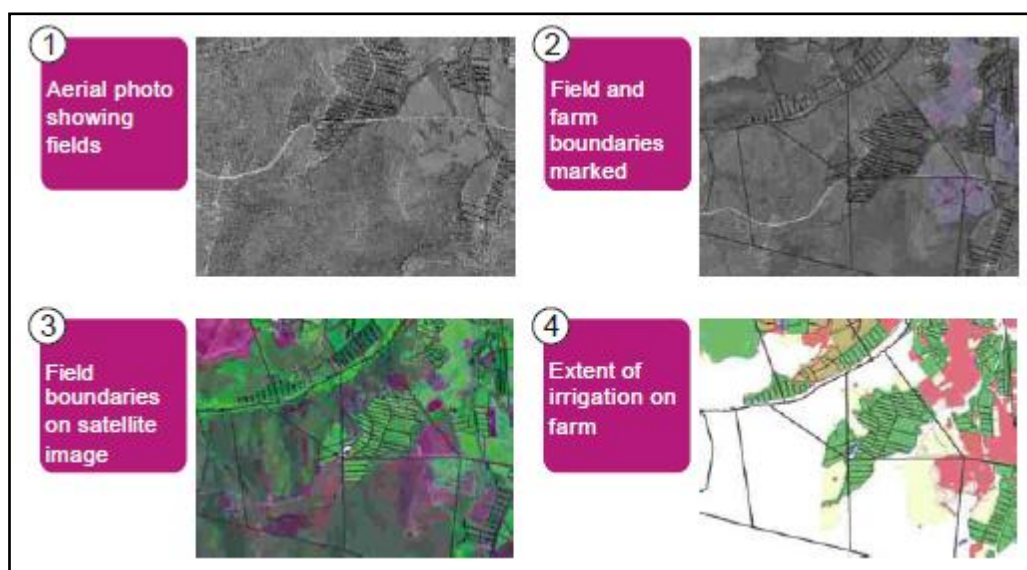 1
Aerial photo
showing
fields
2
Field and
farm
boundaries
marked
3
Field
boundaries
on satellite
image
4
Extent of
irrigation on
farm